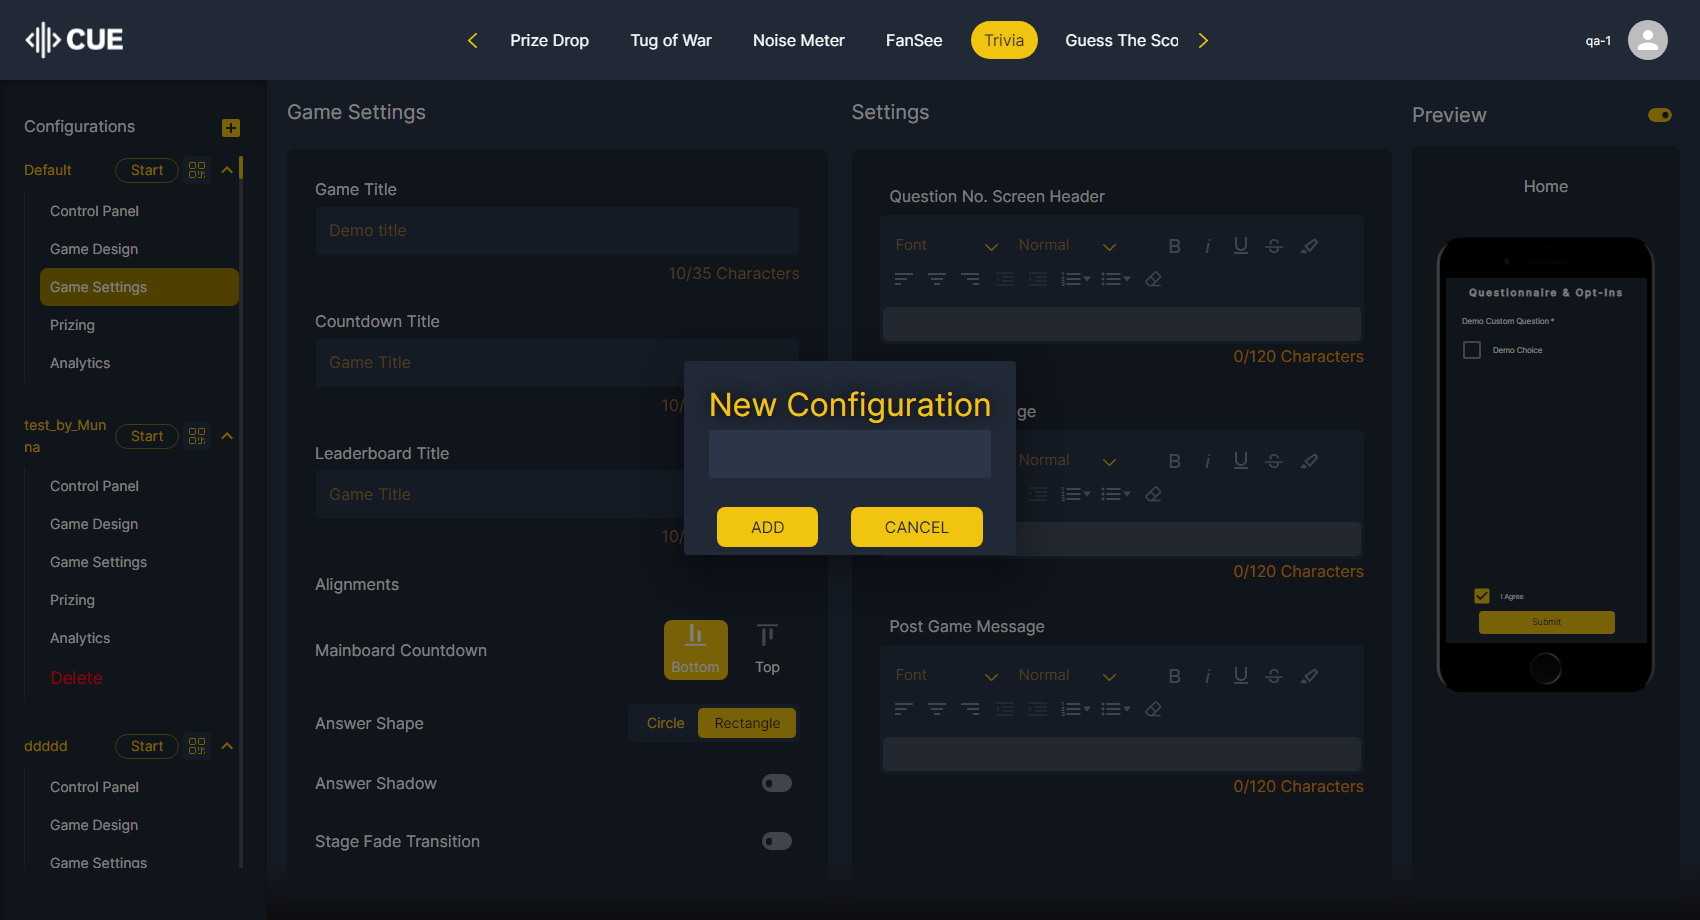 CUE
Prize Drop
Tug of War
Noise Meter
FanSee
Trivia
Guess The Sco
qa-1
Configurations
Default
Start
Control Panel
Game Design
Game Settings
Prizing
Analytics
test_by_Mun
na
Start
Control Panel
Game Design
Game Settings
Prizing
Analytics
Delete
ddddd
Start
Control Panel
Game Design
Game Settings
Game Settings
Game Title
Demo title
10/35 Characters
Countdown Title
Game Title
10/
Leaderboard Title
Game Title
10/
Alignments
Mainboard Countdown
Bottom
Top
Answer Shape
Circle
Rectangle
Answer Shadow
Stage Fade Transition
New Configuration
ADD
CANCEL
Settings
Question No. Screen Header
Font
Normal
B i U S
0/120 Characters
ge
Normal
B i U S
0/120 Characters
Post Game Message
Font
Normal
B i U S
0/120 Characters
Preview
Home
Questionnaire & Opt-Ins
Demo Custom Question *
Demo Choice
I Agree
Submit